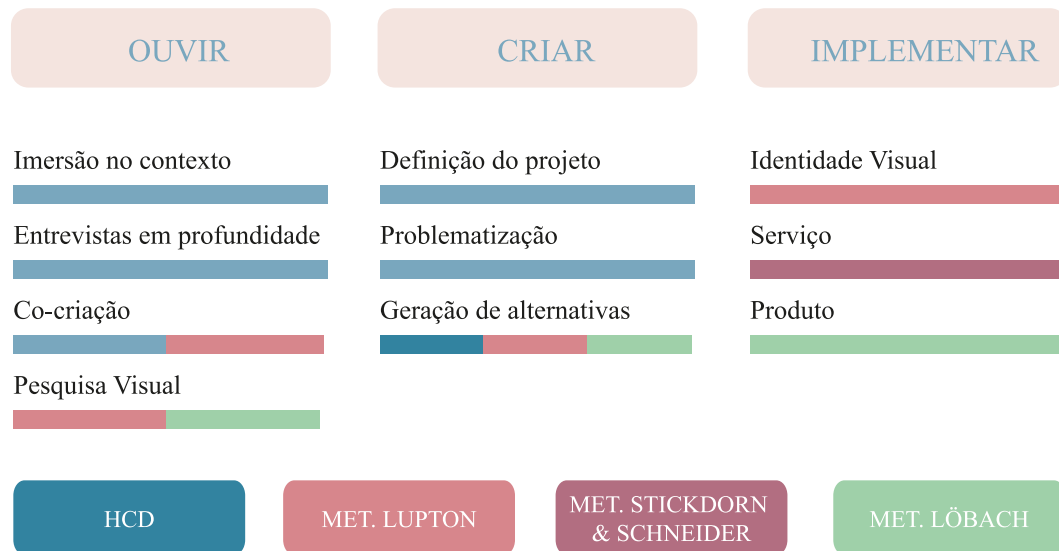 OUVIR
CRIAR
IMPLEMENTAR
Imersão no contexto
Entrevistas em profundidade
Co-criação
Pesquisa Visual
Definição do projeto
Problematização
Geração de alternativas
Identidade Visual
Serviço
Produto
HCD
MET. LUPTON
MET. STICKDORN
& SCHNEIDER
MET. LÖBACH